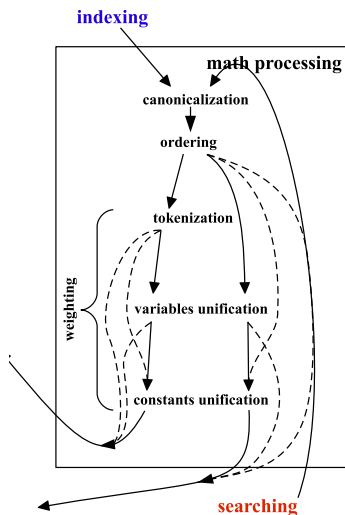 indexing
math processing
canonicalization
ordering
tokenization
weighting
variables unification
constants unification
searching